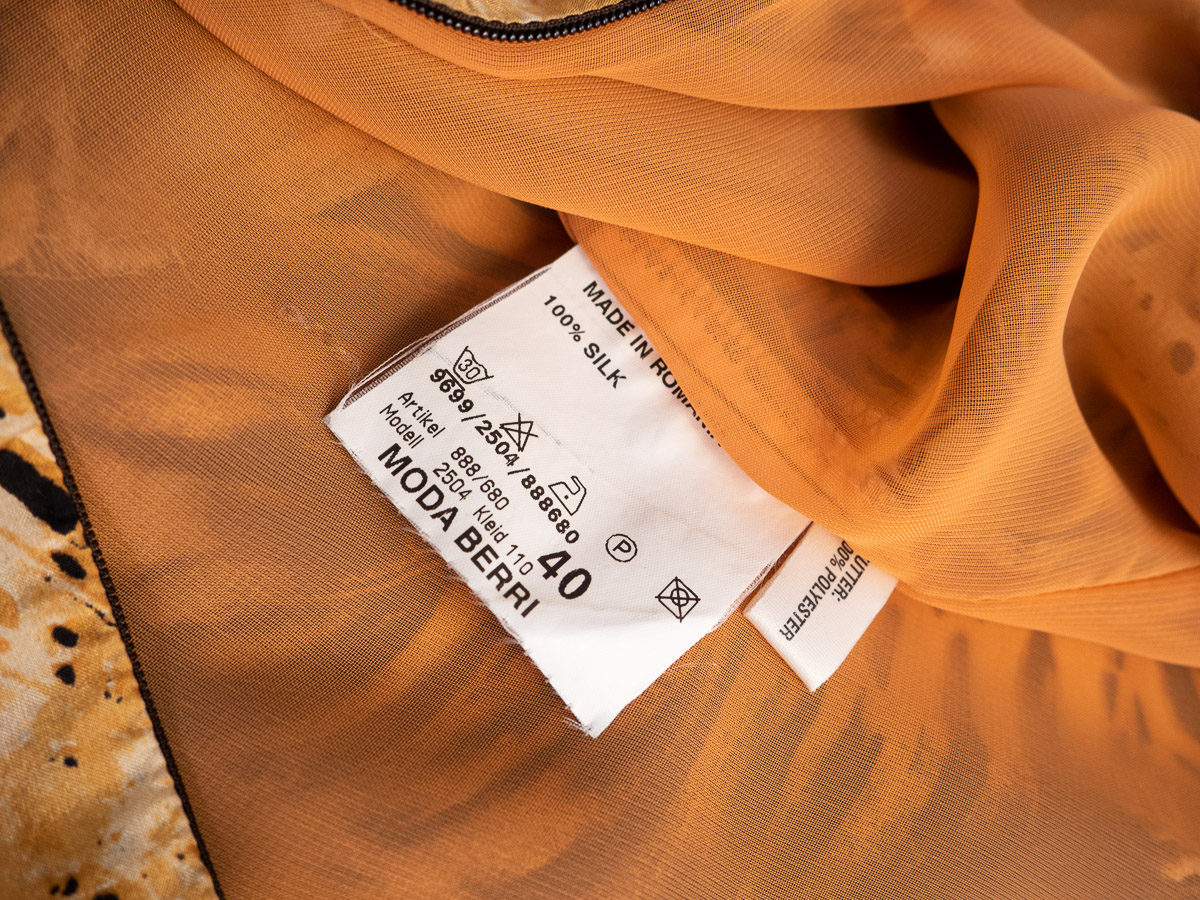 MADE IN ROMANIA
100% SILK
30
9699/2504/888680
Artikel 888/680
Modell 2504 Kleid 110
40
MODA BERRI
P
100% POLYESTER